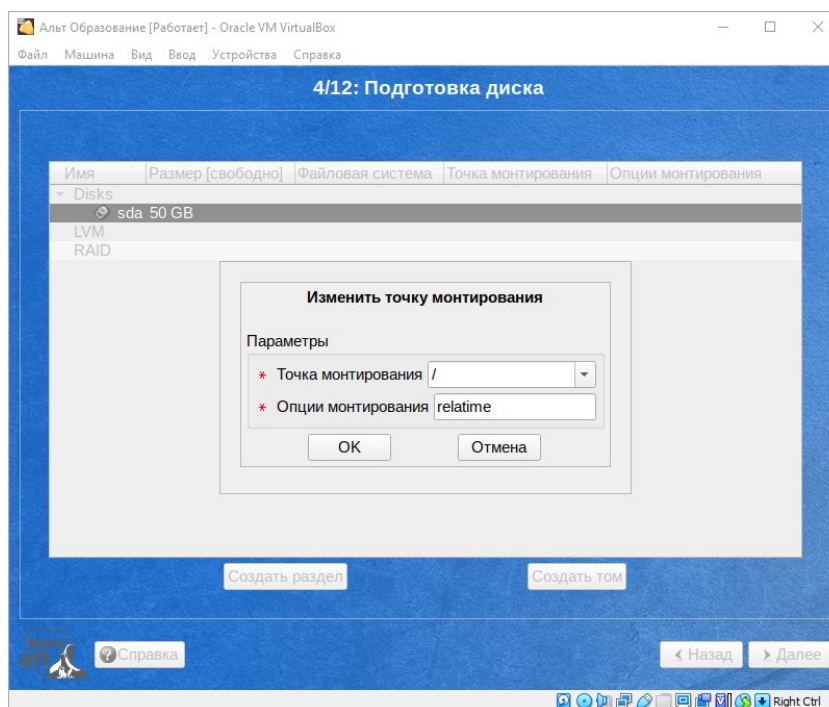 Альт Образование [Работает] - Oracle VM VirtualBox
Файл Машина Вид Ввод Устройства Справка
4/12: Подготовка диска
Имя Размер [свободно] Файловая система Точка монтирования Опции монтирования
Disks
sda 50 GB
LVM
RAID
Изменить точку монтирования
Параметры
* Точка монтирования /
* Опции монтирования relatime
OK Отмена
Создать раздел Создать том
Справка Назад Далее
Right Ctrl